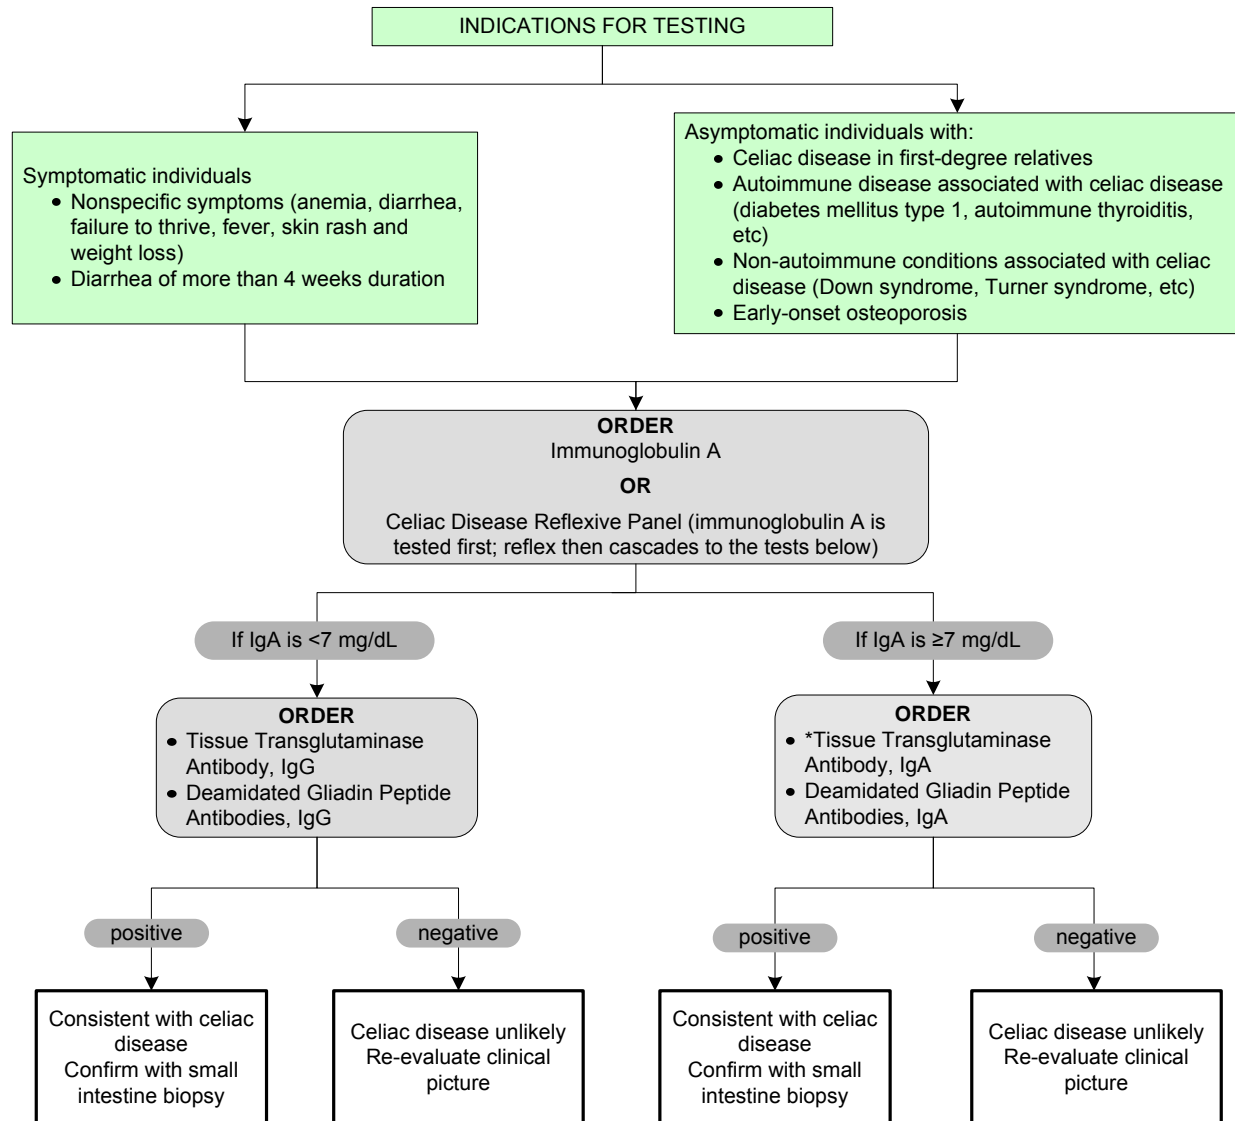 INDICATIONS FOR TESTING
Symptomatic individuals
• Nonspecific symptoms (anemia, diarrhea,
failure to thrive, fever, skin rash and
weight loss)
• Diarrhea of more than 4 weeks duration
Asymptomatic individuals with:
• Celiac disease in first-degree relatives
• Autoimmune disease associated with celiac disease
(diabetes mellitus type 1, autoimmune thyroiditis,
etc)
• Non-autoimmune conditions associated with celiac
disease (Down syndrome, Turner syndrome, etc)
• Early-onset osteoporosis
ORDER
Immunoglobulin A
OR
Celiac Disease Reflexive Panel (immunoglobulin A is
tested first; reflex then cascades to the tests below)
If IgA is <7 mg/dL
If IgA is ≥7 mg/dL
ORDER
• Tissue Transglutaminase
Antibody, IgG
• Deamidated Gliadin Peptide
Antibodies, IgG
ORDER
• *Tissue Transglutaminase
Antibody, IgA
• Deamidated Gliadin Peptide
Antibodies, IgA
positive
negative
positive
negative
Consistent with celiac
disease
Confirm with small
intestine biopsy
Celiac disease unlikely
Re-evaluate clinical
picture
Consistent with celiac
disease
Confirm with small
intestine biopsy
Celiac disease unlikely
Re-evaluate clinical
picture